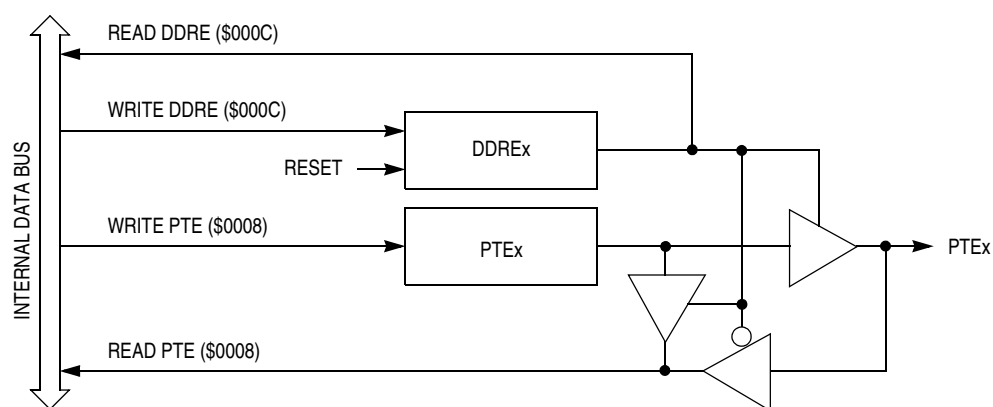 READ DDRE ($000C)
WRITE DDRE ($000C)
DDREx
RESET
WRITE PTE ($0008)
PTEx
PTEx
READ PTE ($0008)
INTERNAL DATA BUS